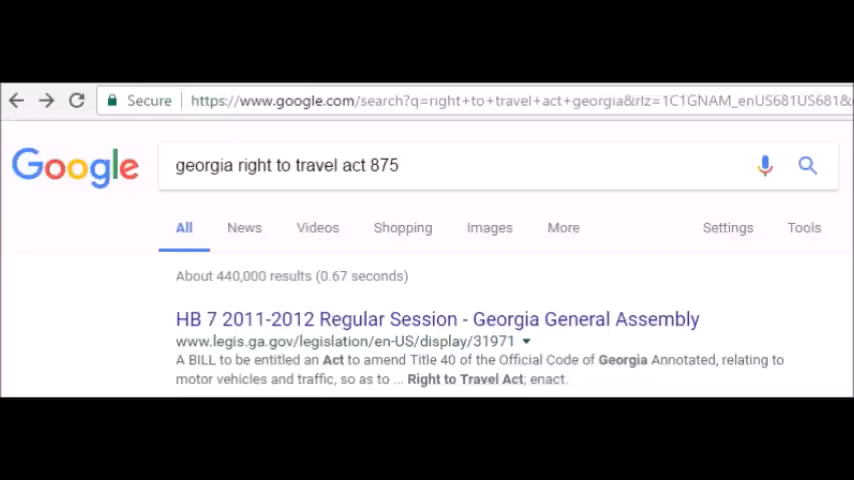 Secure https://www.google.com/search?q=right+to+travel+act+georgia&rlz=1C1GNAM_enUS681US681&
Google georgia right to travel act 875
All News Videos Shopping Images More Settings Tools
About 440,000 results (0.67 seconds)
HB 7 2011-2012 Regular Session - Georgia General Assembly
www.legis.ga.gov/legislation/en-US/display/31971
A BILL to be entitled an Act to amend Title 40 of the Official Code of Georgia Annotated, relating to
motor vehicles and traffic, so as to ... Right to Travel Act; enact.